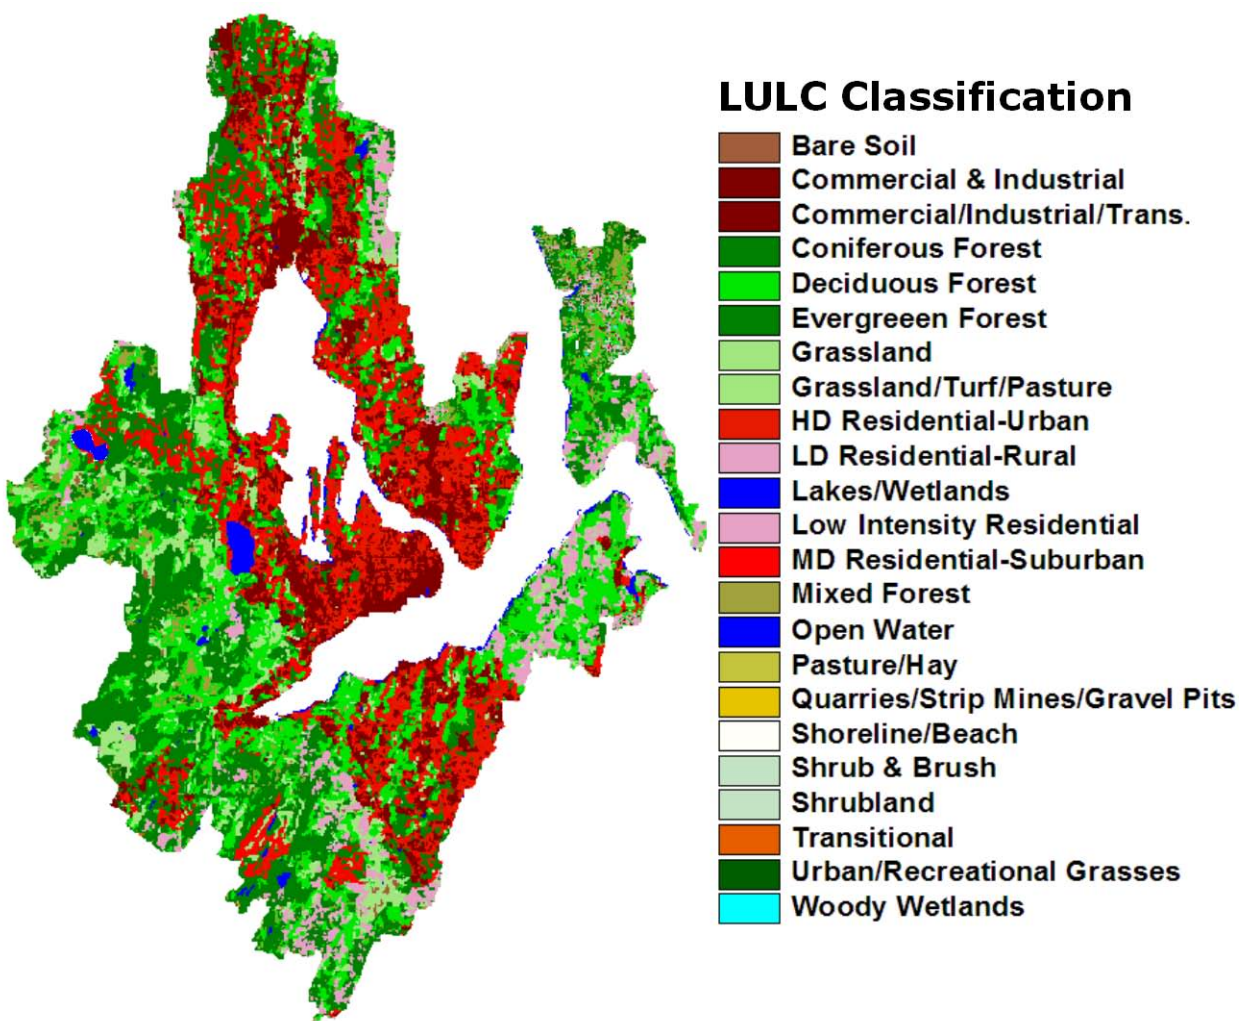 LULC Classification
Bare Soil
Commercial & Industrial
Commercial/Industrial/Trans.
Coniferous Forest
Deciduous Forest
Evergreeen Forest
Grassland
Grassland/Turf/Pasture
HD Residential-Urban
LD Residential-Rural
Lakes/Wetlands
Low Intensity Residential
MD Residential-Suburban
Mixed Forest
Open Water
Pasture/Hay
Quarries/Strip Mines/Gravel Pits
Shoreline/Beach
Shrub & Brush
Shrubland
Transitional
Urban/Recreational Grasses
Woody Wetlands